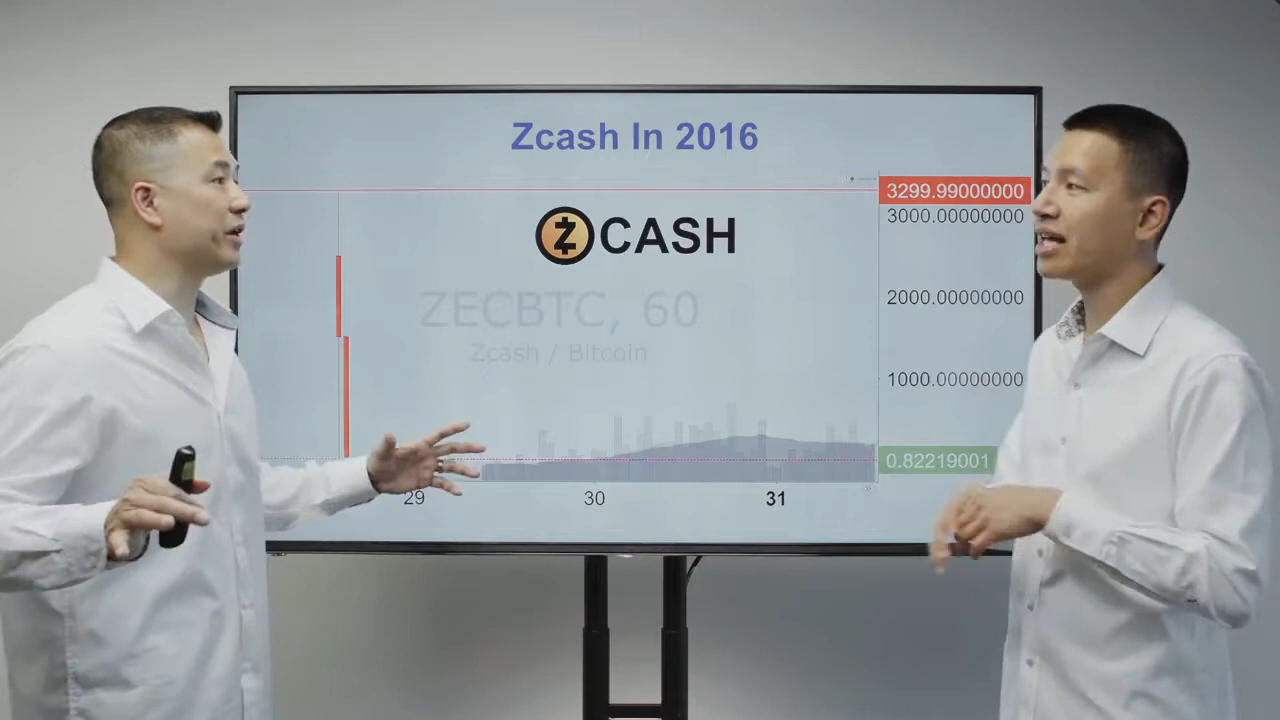 Zcash In 2016
3299.99000000
3000.00000000
ZCASH
ZECBTC, 60
2000.00000000
Zcash / Bitcoin
1000.00000000
0.82219001
29 30 31